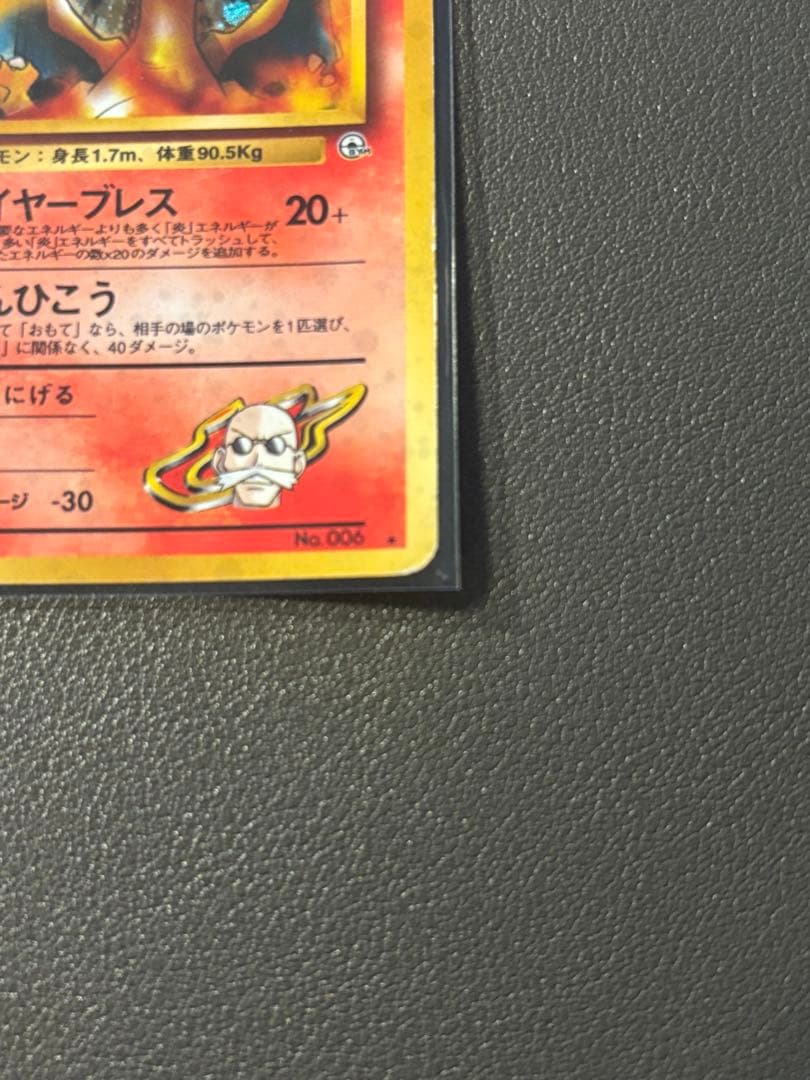 モン：身長1.7m、体重90.5Kg
GYM
イヤーブレス 20+
要なエネルギーよりも多く「炎」エネルギーが
多い「炎」エネルギーをすべてトラッシュして、
たエネルギーの数×20のダメージを追加する。
んひこう
て「おもて」なら、相手の場のポケモンを1匹選び、
」に関係なく、40ダメージ。
にげる
ージ -30
No. 006 ★